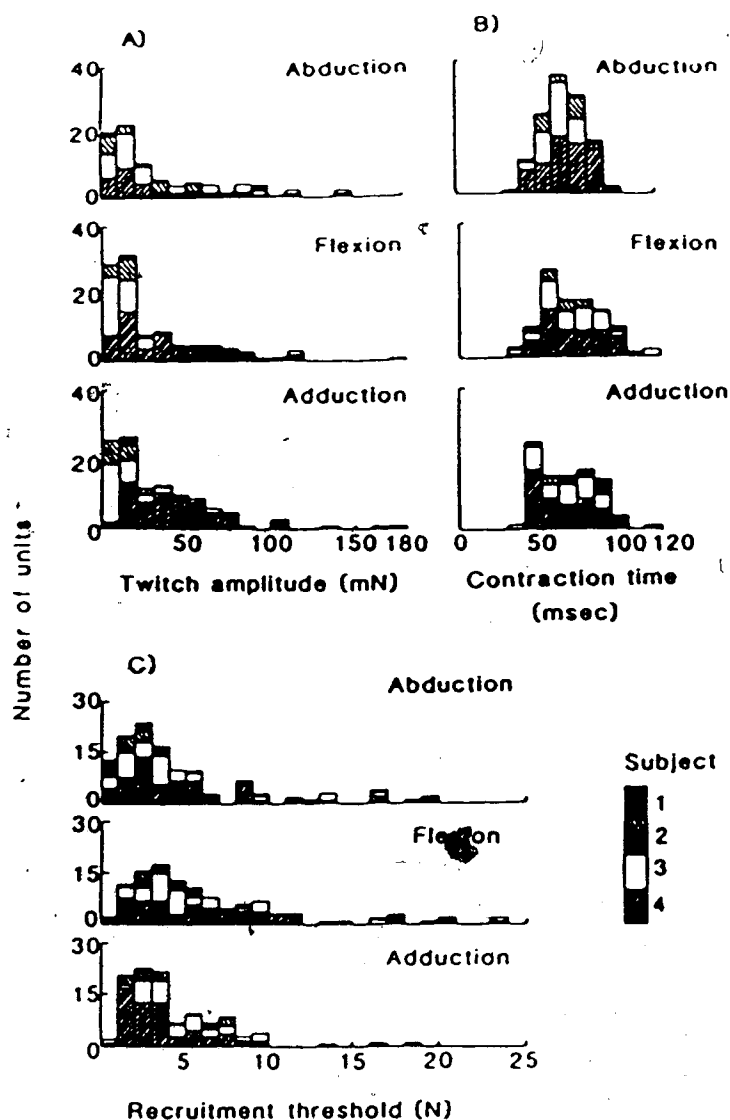 A)
B)
Abduction
Abduction
40
20
0
Flexion
Flexion
40
20
0
Adduction
Adduction
40
20
0
50 100 150 180
0 50 100 120
Twitch amplitude (mN)
Contraction time
(msec)
Number of units
C)
Abduction
30
15
0
Flexion
30
15
0
Adduction
30
15
0
5 10 15 20 25
Recruitment threshold (N)
Subject
1
2
3
4